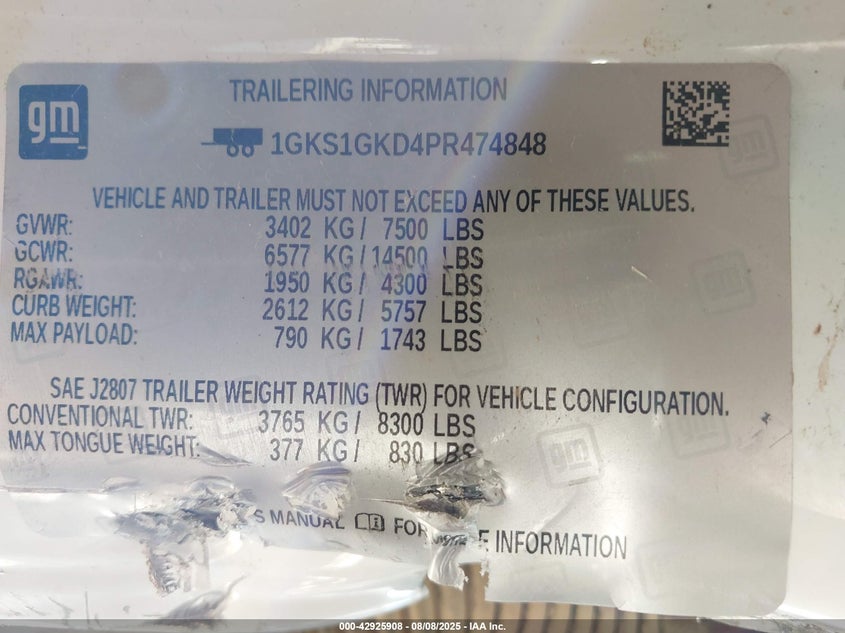 gm
TRAILERING INFORMATION
1GKS1GKD4PR474848
VEHICLE AND TRAILER MUST NOT EXCEED ANY OF THESE VALUES.
GVWR: 3402 KG / 7500 LBS
GCWR: 6577 KG / 14500 LBS
RGAWR: 1950 KG / 4300 LBS
CURB WEIGHT: 2612 KG / 5757 LBS
MAX PAYLOAD: 790 KG / 1743 LBS
SAE J2807 TRAILER WEIGHT RATING (TWR) FOR VEHICLE CONFIGURATION.
CONVENTIONAL TWR: 3765 KG / 8300 LBS
MAX TONGUE WEIGHT: 377 KG / 830 LBS
gm
MANUAL FOR INFORMATION
000-42925908 - 08/08/2025 - IAA Inc.